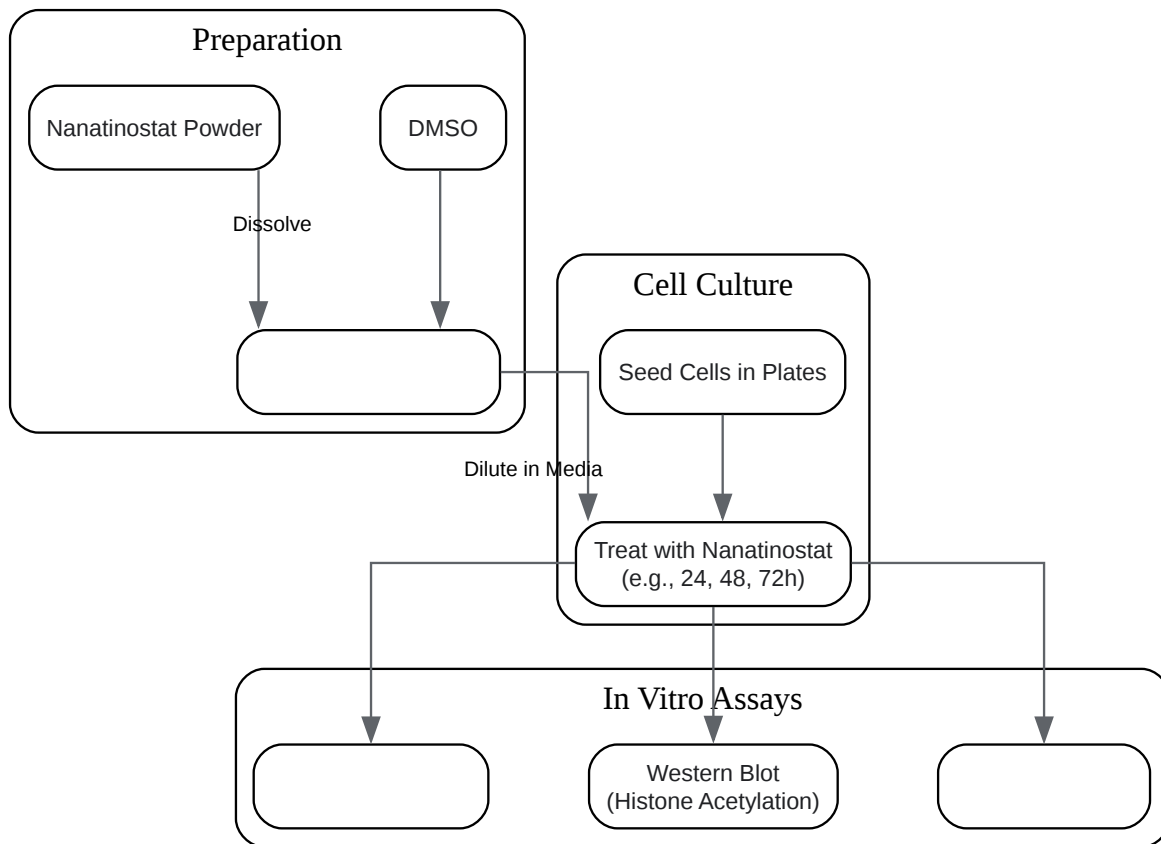 Preparation
Nanatinostat Powder
DMSO
Dissolve
Cell Culture
Seed Cells in Plates
Dilute in Media
Treat with Nanatinostat
(e.g., 24, 48, 72h)
In Vitro Assays
Western Blot
(Histone Acetylation)